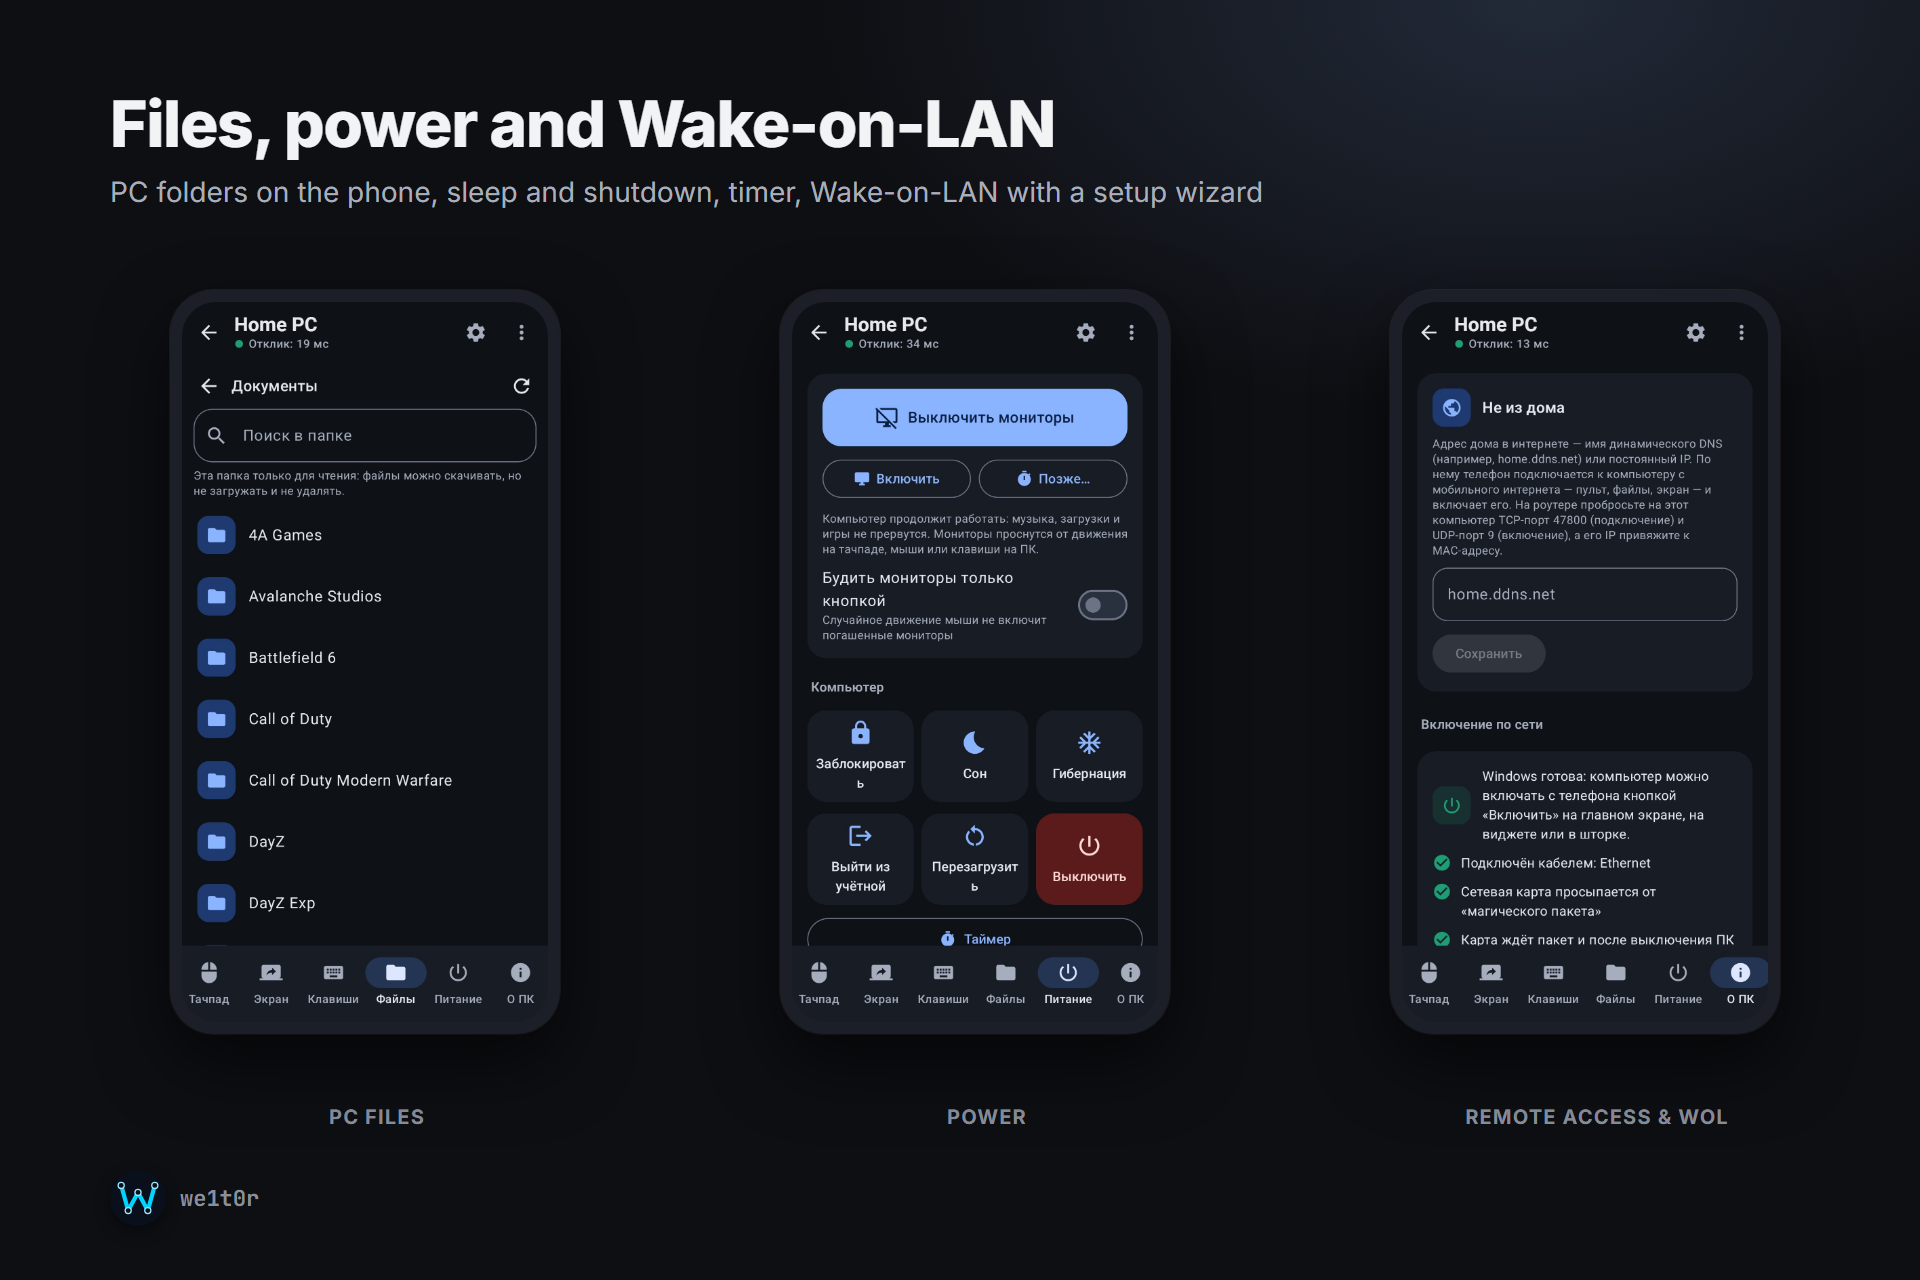 Files, power and Wake-on-LAN
PC folders on the phone, sleep and shutdown, timer, Wake-on-LAN with a setup wizard
Home PC
Отклик: 19 мс
Документы
Поиск в папке
Эта папка только для чтения: файлы можно скачивать, но
не загружать и не удалять.
4A Games
Avalanche Studios
Battlefield 6
Call of Duty
Call of Duty Modern Warfare
DayZ
DayZ Exp
Тачпад
Экран
Клавиши
Файлы
Питание
О ПК
PC FILES
Home PC
Отклик: 34 мс
Выключить мониторы
Включить
Позже...
Компьютер продолжит работать: музыка, загрузки и
игры не прервутся. Мониторы проснутся от движения
на тачпаде, мыши или клавиши на ПК.
Будить мониторы только
кнопкой
Случайное движение мыши не включит
погашенные мониторы
Компьютер
Заблокироват
ь
Сон
Гибернация
Выйти из
учётной
Перезагрузит
ь
Выключить
Таймер
Тачпад
Экран
Клавиши
Файлы
Питание
О ПК
POWER
Home PC
Отклик: 13 мс
Не из дома
Адрес дома в интернете — имя динамического DNS
(например, home.ddns.net) или постоянный IP. По
нему телефон подключается к компьютеру с
мобильного интернета — пульт, файлы, экран — и
включает его. На роутере пробросьте на этот
компьютер TCP-порт 47800 (подключение) и
UDP-порт 9 (включение), а его IP привяжите к
MAC-адресу.
home.ddns.net
Сохранить
Включение по сети
Windows готова: компьютер можно
включать с телефона кнопкой
«Включить» на главном экране, на
виджете или в шторке.
Подключён кабелем: Ethernet
Сетевая карта просыпается от
«магического пакета»
Карта ждёт пакет и после выключения ПК
Тачпад
Экран
Клавиши
Файлы
Питание
О ПК
REMOTE ACCESS & WOL
we1t0r